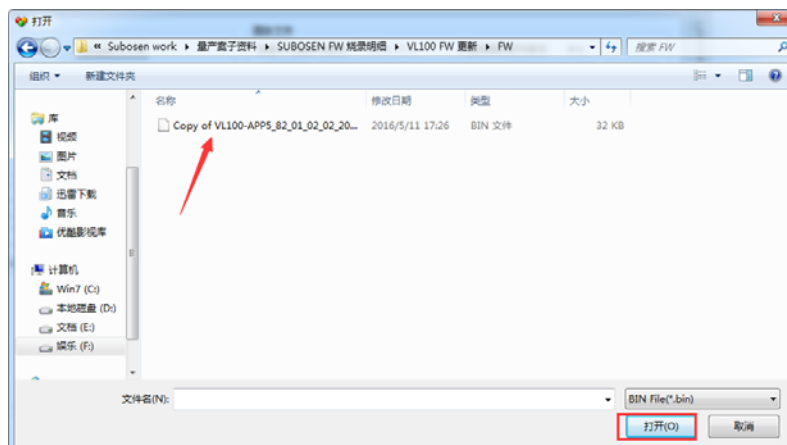 打开
« Subosen work ▸ 量产套子资料 ▸ SUBOSEN FW 烧录明细 ▸ VL100 FW 更新 ▸ FW
搜索 FW
组织 新建文件夹
名称 修改日期 类型 大小
Copy of VL100-APP5_82_01_02_02_20... 2016/5/11 17:26 BIN 文件 32 KB
库
视频
图片
文档
迅雷下载
音乐
优酷影视库
计算机
Win7 (C:)
本地磁盘 (D:)
文档 (E:)
娱乐 (F:)
文件名(N):
BIN File(*.bin)
打开(O) 取消